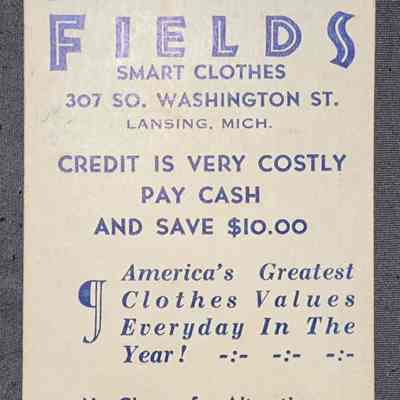 FIELDS
SMART CLOTHES
307 SO. WASHINGTON ST.
LANSING, MICH.
CREDIT IS VERY COSTLY
PAY CASH
AND SAVE $10.00
¶ America's Greatest
Clothes Values
Everyday In The
Year! -:- -:- -:-